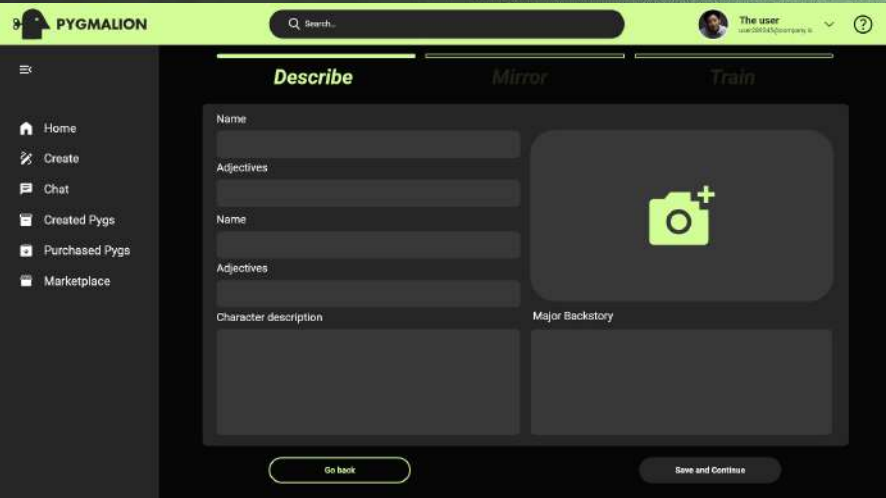 PYGMALION
Search..
The user
Describe
Mirror
Train
Home
Create
Chat
Created Pygs
Purchased Pygs
Marketplace
Name
Adjectives
Name
Adjectives
Character description
Major Backstory
Go back
Save and Continue